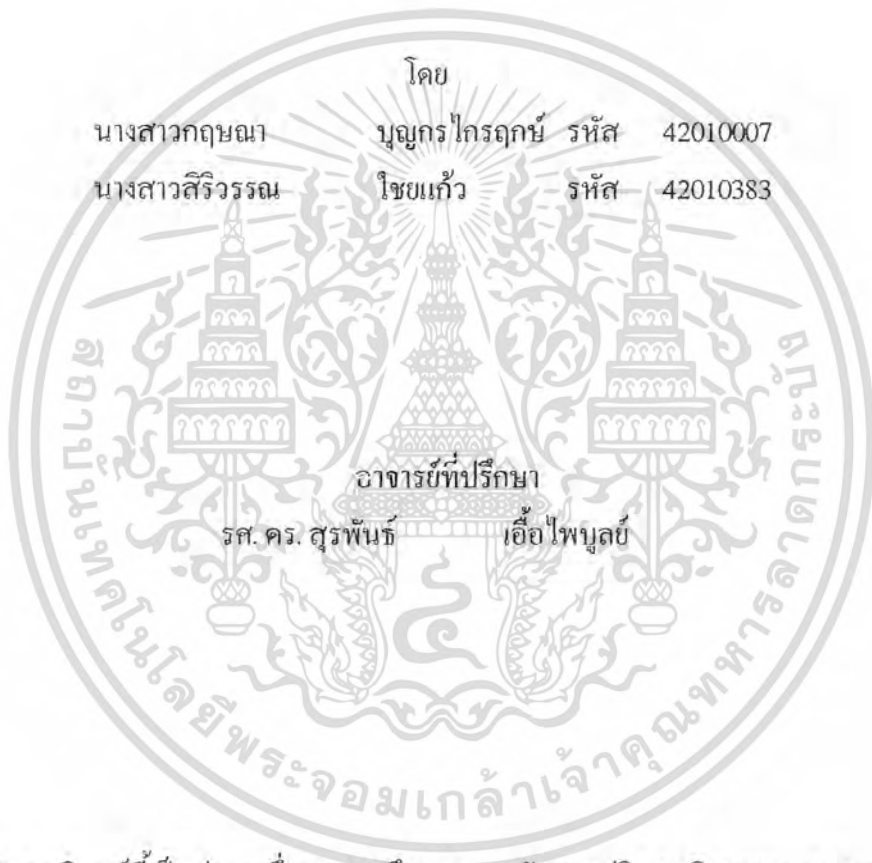 โดย
นางสาวกฤษณา บุญกรไกรฤกษ์ รหัส 42010007
นางสาวสิริวรรณ ไชยแก้ว รหัส 42010383
อาจารย์ที่ปรึกษา
รศ. ดร. สุรพันธ์ เอื้อไพบูลย์
สถาบันเทคโนโลยีพระจอมเกล้าเจ้าคุณทหารลาดกระบัง